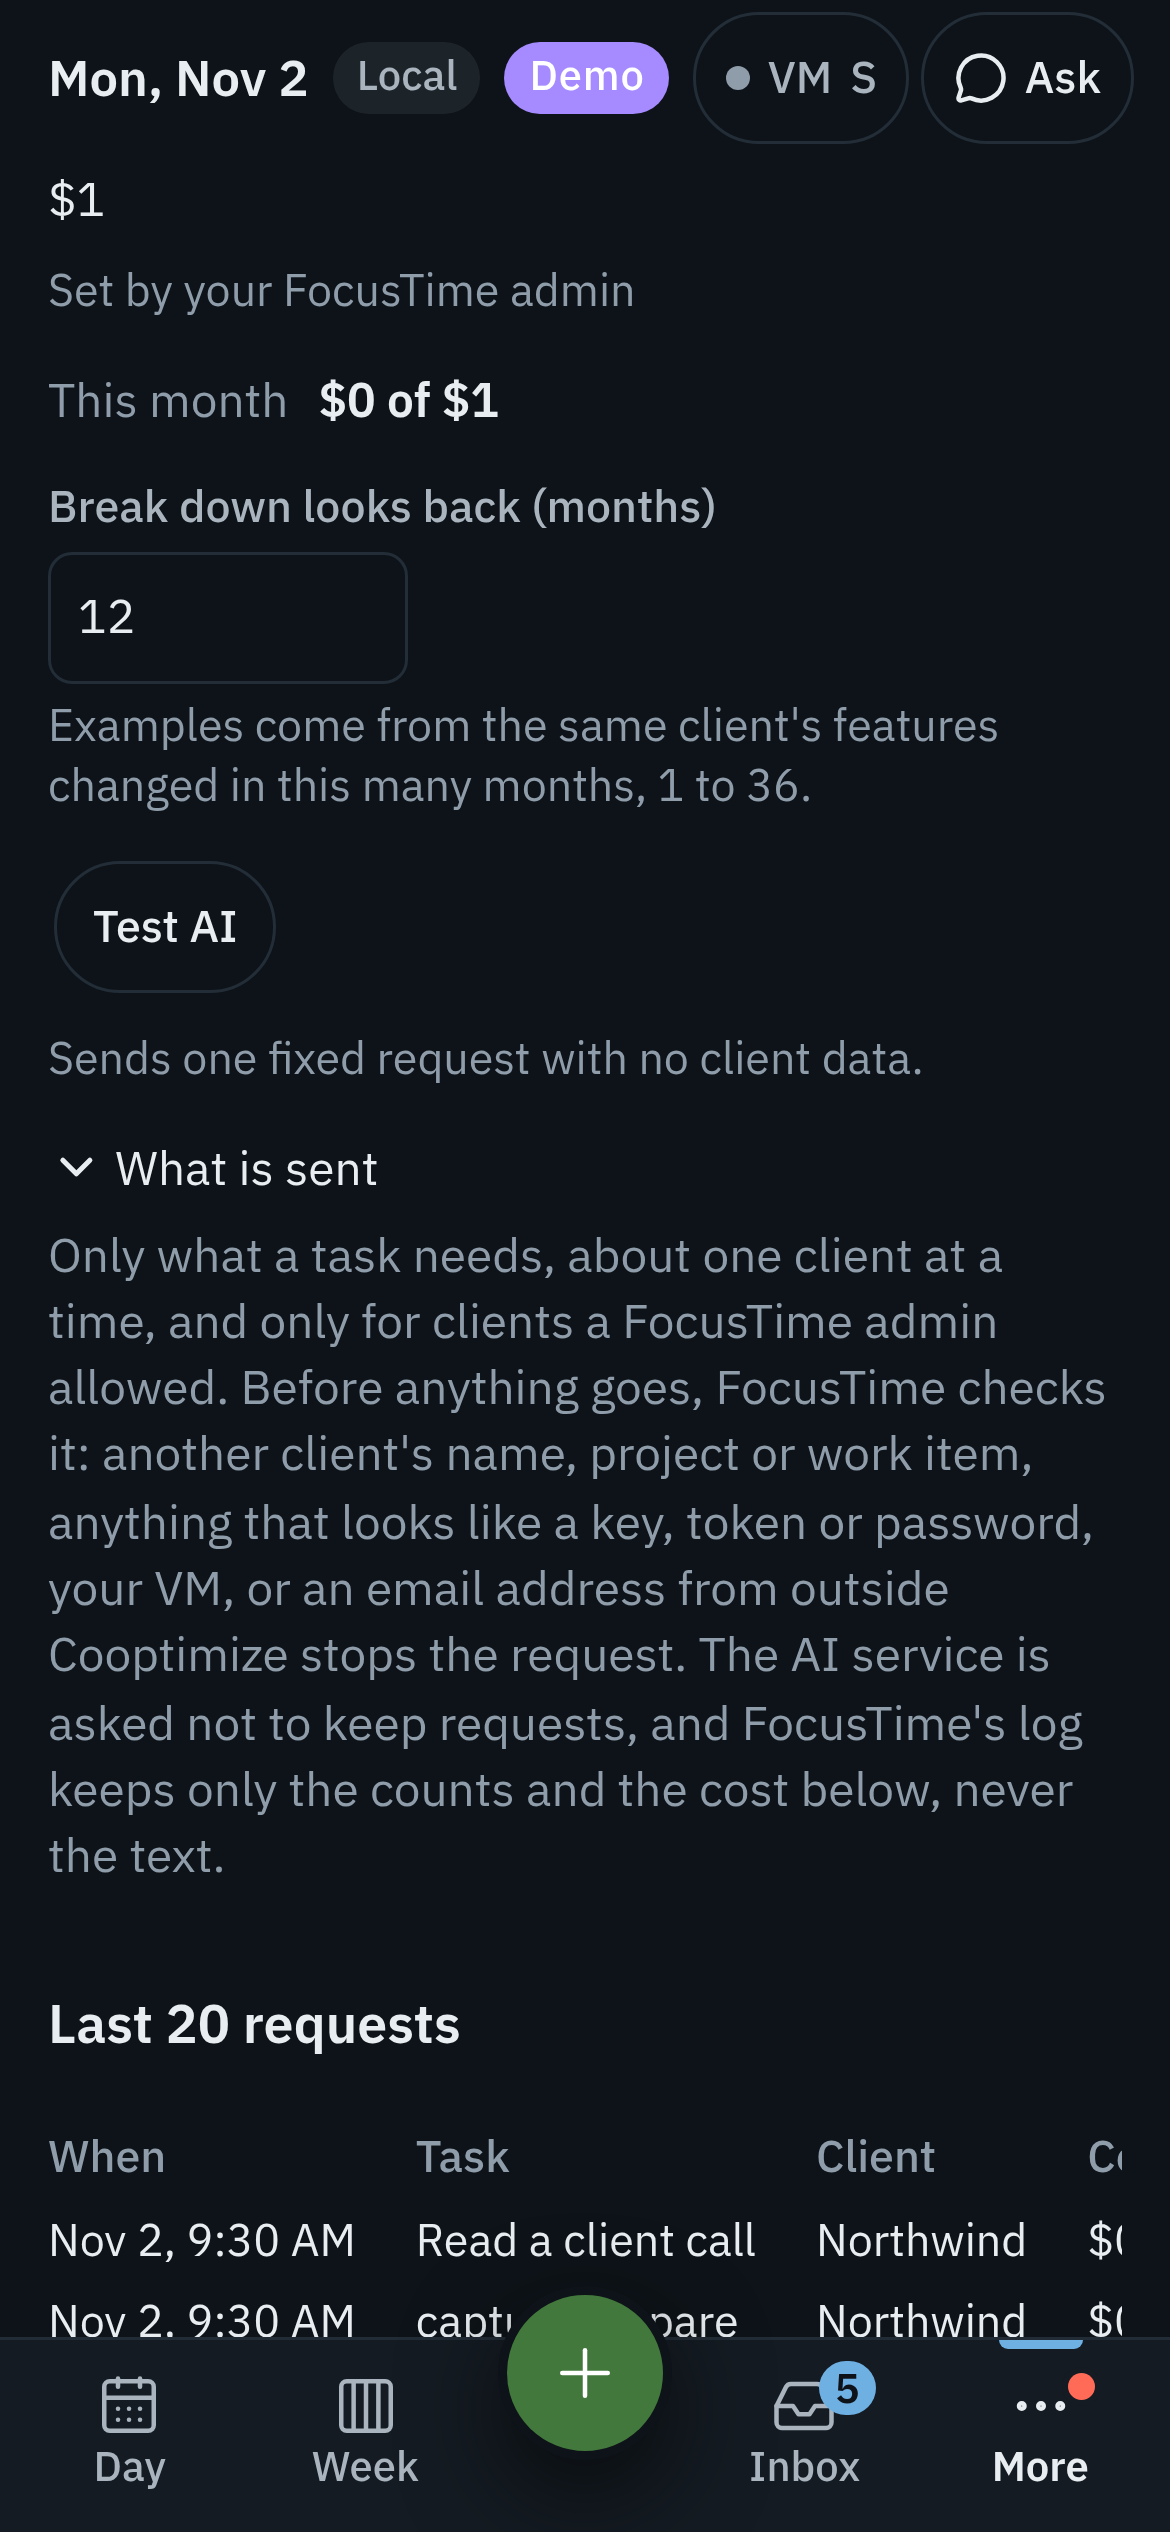 Mon, Nov 2 Local Demo VM S Ask
$1
Set by your FocusTime admin
This month $0 of $1
Break down looks back (months)
12
Examples come from the same client's features
changed in this many months, 1 to 36.
Test AI
Sends one fixed request with no client data.
What is sent
Only what a task needs, about one client at a
time, and only for clients a FocusTime admin
allowed. Before anything goes, FocusTime checks
it: another client's name, project or work item,
anything that looks like a key, token or password,
your VM, or an email address from outside
Cooptimize stops the request. The AI service is
asked not to keep requests, and FocusTime's log
keeps only the counts and the cost below, never
the text.
Last 20 requests
When Task Client
Nov 2, 9:30 AM Read a client call Northwind
Nov 2, 9:30 AM Northwind
Day Week Inbox 5 More